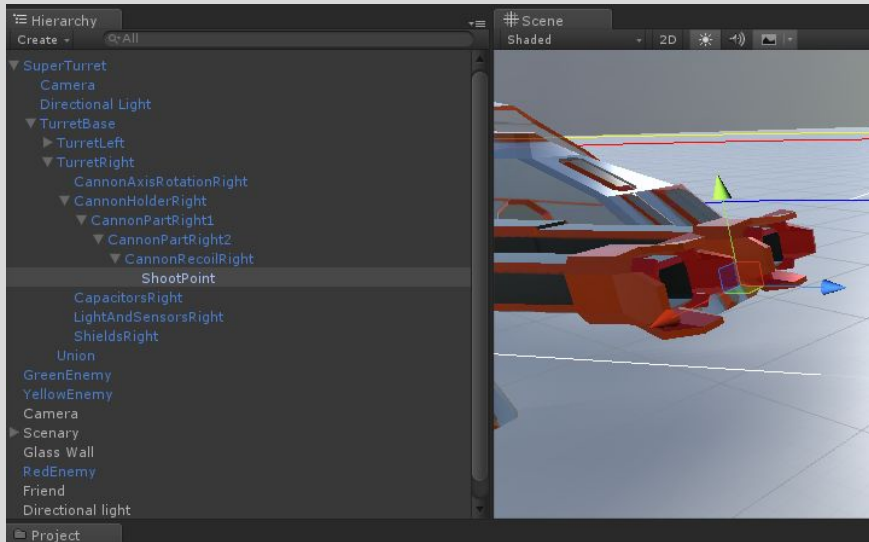 Hierarchy
Create
All
SuperTurret
Camera
Directional Light
TurretBase
TurretLeft
TurretRight
CannonAxisRotationRight
CannonHolderRight
CannonPartRight1
CannonPartRight2
CannonRecoilRight
ShootPoint
CapacitorsRight
LightAndSensorsRight
ShieldsRight
Union
GreenEnemy
YellowEnemy
Camera
Scenary
Glass Wall
RedEnemy
Friend
Directional light
Project
Scene
Shaded
2D